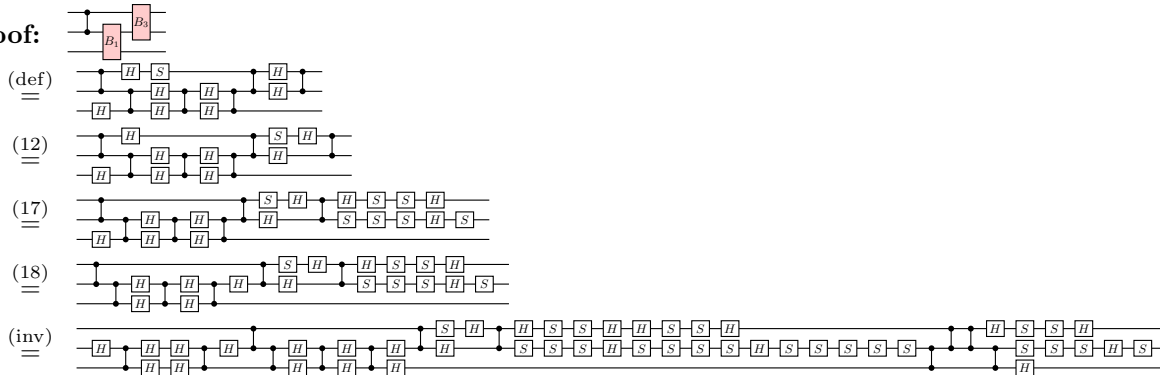 B₃
oof:
B₁
H S H
(def)
= H H H
H H H
H S H
(12)
= H H H
H H H
S H H S S H
(17)
= H H H S S S H S
H H H
S H H S S H
(18)
= H H H H S S S H S
H H
S H H S S H H S S H H S S H
(inv)
= H H H H H H H H S S S H S S S S H S S S S S S S S H S
H H H H H H